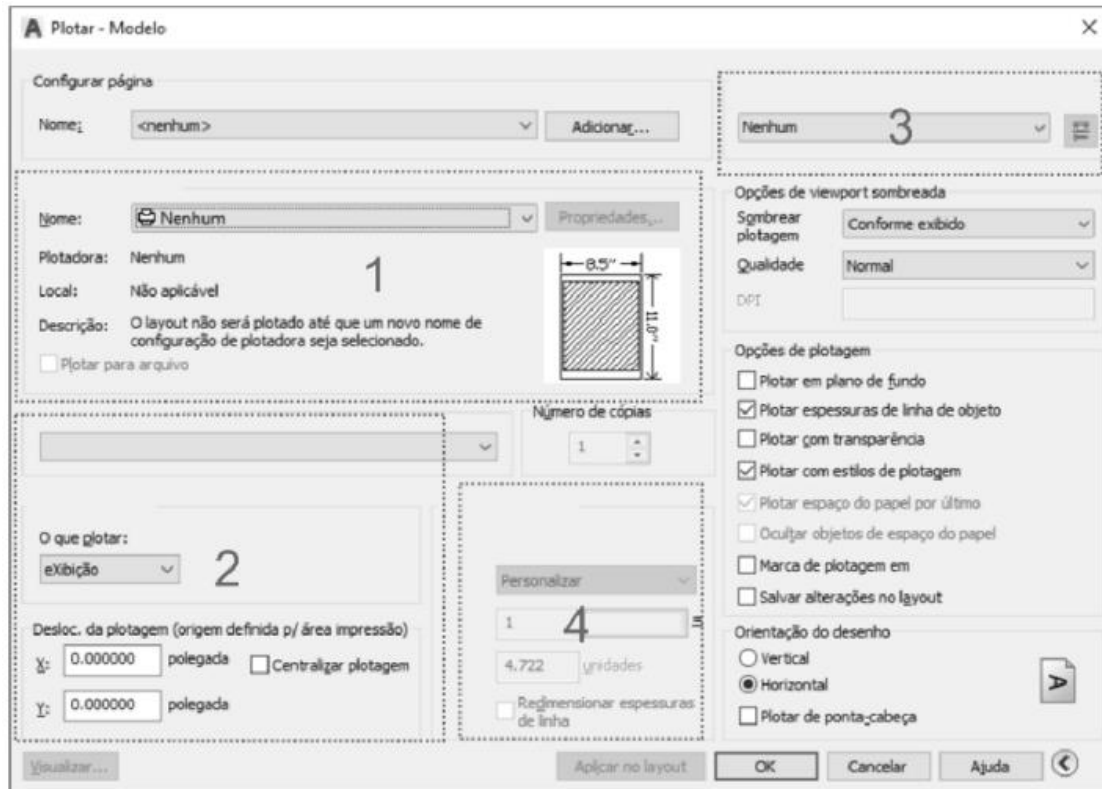 Plotar - Modelo
Configurar página
Nome: <nenhum> Adicionar...
Nenhum 3
Nome: Nenhum Propriedades...
Plotadora: Nenhum
Local: Não aplicável
Descrição: O layout não será plotado até que um novo nome de
configuração de plotadora seja selecionado.
Plotar para arquivo
1
8.5''
11.0''
Opções de viewport sombreada
Sombrear
plotagem Conforme exibido
Qualidade Normal
DPI
Número de cópias
1
O que plotar:
eXibição
2
Desloc. da plotagem (origem definida p/ área impressão)
X: 0.000000 polegada Centralizar plotagem
Y: 0.000000 polegada
Personalizar
1
4
4.722 unidades
Redimensionar espessuras
de linha
Opções de plotagem
Plotar em plano de fundo
Plotar espessuras de linha de objeto
Plotar com transparência
Plotar com estilos de plotagem
Plotar espaço do papel por último
Ocultar objetos de espaço do papel
Marca de plotagem em
Salvar alterações no layout
Orientação do desenho
Vertical
Horizontal
Plotar de ponta-cabeça
A
Visualizar... Aplicar no layout OK Cancelar Ajuda